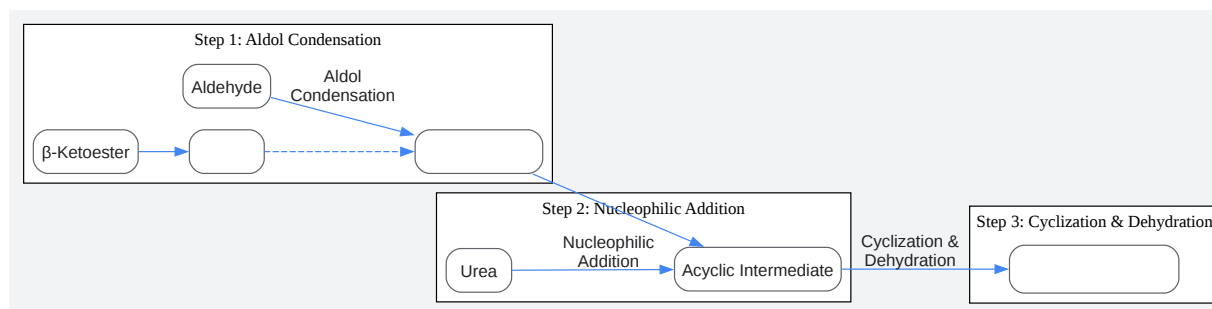 Step 1: Aldol Condensation
Aldehyde
Aldol
Condensation
β-Ketoester
Step 2: Nucleophilic Addition
Urea
Nucleophilic
Addition
Acyclic Intermediate
Cyclization &
Dehydration
Step 3: Cyclization & Dehydration